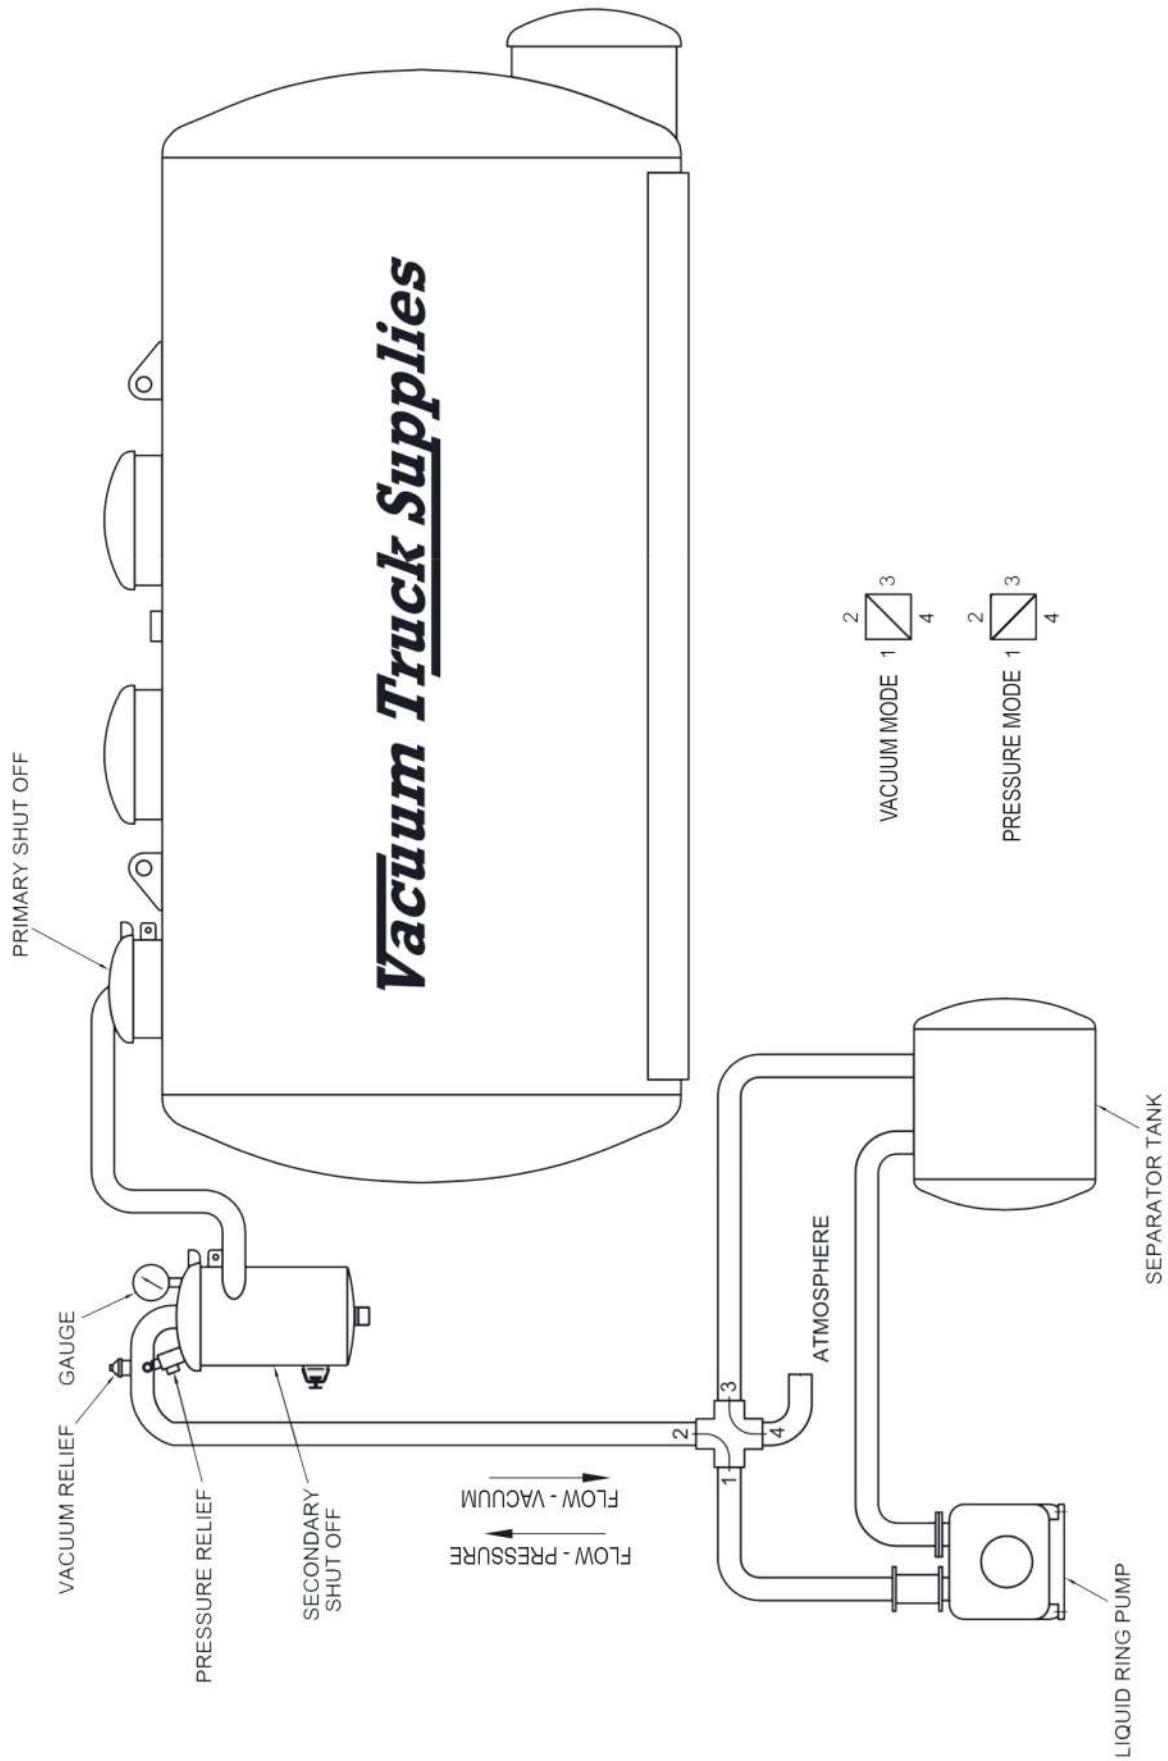 PRIMARY SHUT OFF
GAUGE
VACUUM RELIEF
PRESSURE RELIEF
SECONDARY
SHUT OFF
Vacuum Truck Supplies
FLOW - VACUUM
FLOW - PRESSURE
2
1
3
4
ATMOSPHERE
SEPARATOR TANK
LIQUID RING PUMP
2
VACUUM MODE 1 3
4
2
PRESSURE MODE 1 3
4